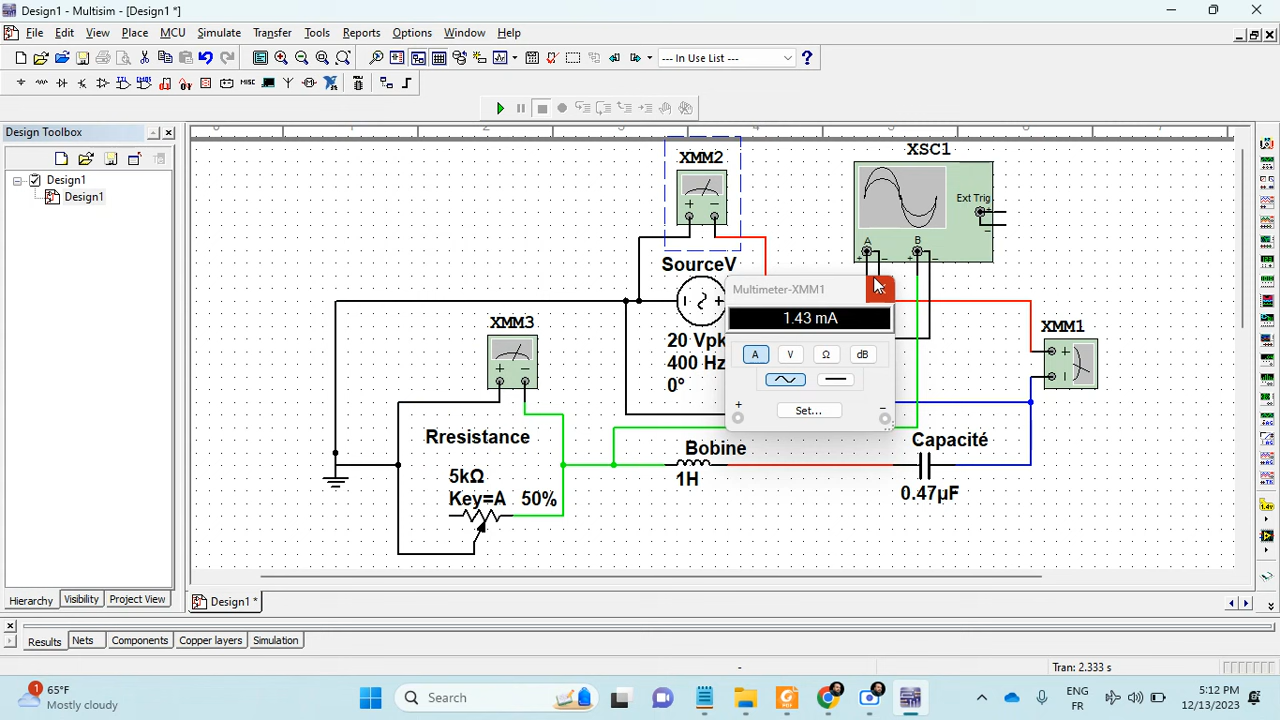 Design1 - Multisim - [Design1 *]
File Edit View Place MCU Simulate Transfer Tools Reports Options Window Help
--- In Use List ---
Design Toolbox
Design1
Design1
Hierarchy Visibility Project View
XMM2
XSC1
Ext Trig
A
B
SourceV
20 Vpk
400 Hz
0°
XMM3
XMM1
Rresistance
5kΩ
Key=A 50%
Bobine
1H
Capacité
0.47µF
Multimeter-XMM1
1.43 mA
A V Ω dB
Set...
Design1 *
Results Nets Components Copper layers Simulation
- Tran: 2.333 s
1
65°F
Mostly cloudy
Search
ENG
FR
5:12 PM
12/13/2023